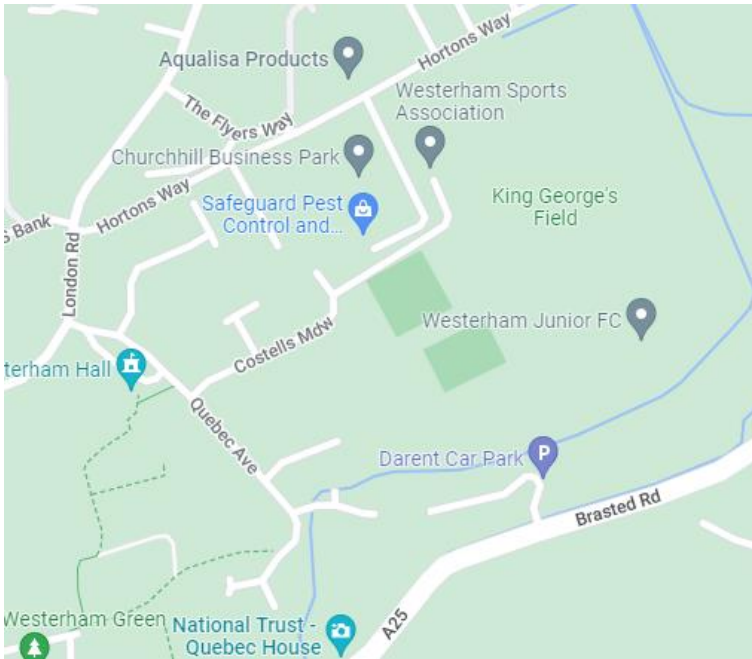 Hortons Way
Aqualisa Products
Westerham Sports
Association
The Flyers Way
Churchhill Business Park
Hortons Way
Safeguard Pest
Control and...
King George's
Field
s Bank
London Rd
Westerham Junior FC
Costells Mdw
terham Hall
Quebec Ave
Darent Car Park
P
Brasted Rd
Westerham Green
National Trust -
Quebec House
A25